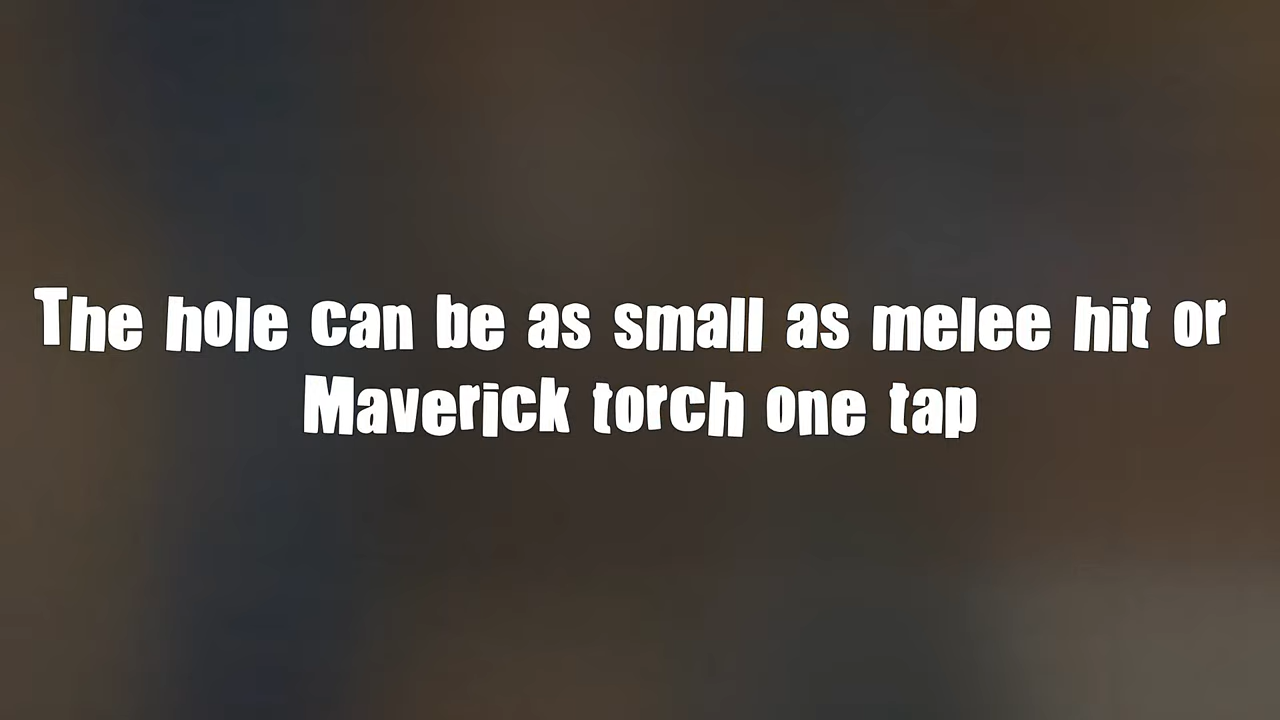 The hole can be as small as melee hit or
Maverick torch one tap